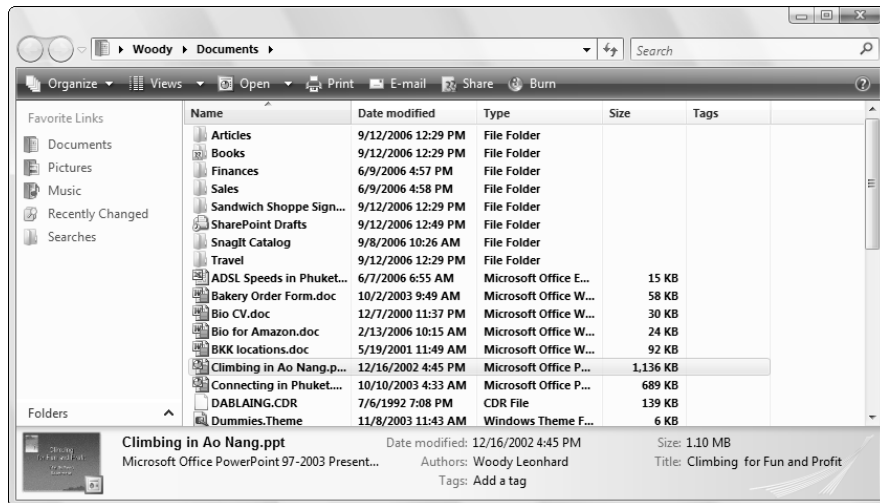 Woody Documents
Search
Organize Views Open Print E-mail Share Burn
Favorite Links
Documents
Pictures
Music
Recently Changed
Searches
Folders
Name Date modified Type Size Tags
Articles 9/12/2006 12:29 PM File Folder
Books 9/12/2006 12:29 PM File Folder
Finances 6/9/2006 4:57 PM File Folder
Sales 6/9/2006 4:58 PM File Folder
Sandwich Shoppe Sign... 9/12/2006 12:29 PM File Folder
SharePoint Drafts 9/12/2006 12:49 PM File Folder
SnagIt Catalog 9/8/2006 10:26 AM File Folder
Travel 9/12/2006 12:29 PM File Folder
ADSL Speeds in Phuket... 6/7/2006 6:55 AM Microsoft Office E... 15 KB
Bakery Order Form.doc 10/2/2003 9:49 AM Microsoft Office W... 58 KB
Bio CV.doc 12/7/2000 11:37 PM Microsoft Office W... 30 KB
Bio for Amazon.doc 2/13/2006 10:15 AM Microsoft Office W... 24 KB
BKK locations.doc 5/19/2001 11:49 AM Microsoft Office W... 92 KB
Climbing in Ao Nang.p... 12/16/2002 4:45 PM Microsoft Office P... 1,136 KB
Connecting in Phuket.... 10/10/2003 4:33 AM Microsoft Office P... 689 KB
DABLAING.CDR 7/6/1992 7:08 PM CDR File 139 KB
Dummies.Theme 11/8/2003 11:43 AM Windows Theme F... 6 KB
Climbing in Ao Nang.ppt Date modified: 12/16/2002 4:45 PM Size: 1.10 MB
Microsoft Office PowerPoint 97-2003 Present... Authors: Woody Leonhard Title: Climbing for Fun and Profit
Tags: Add a tag